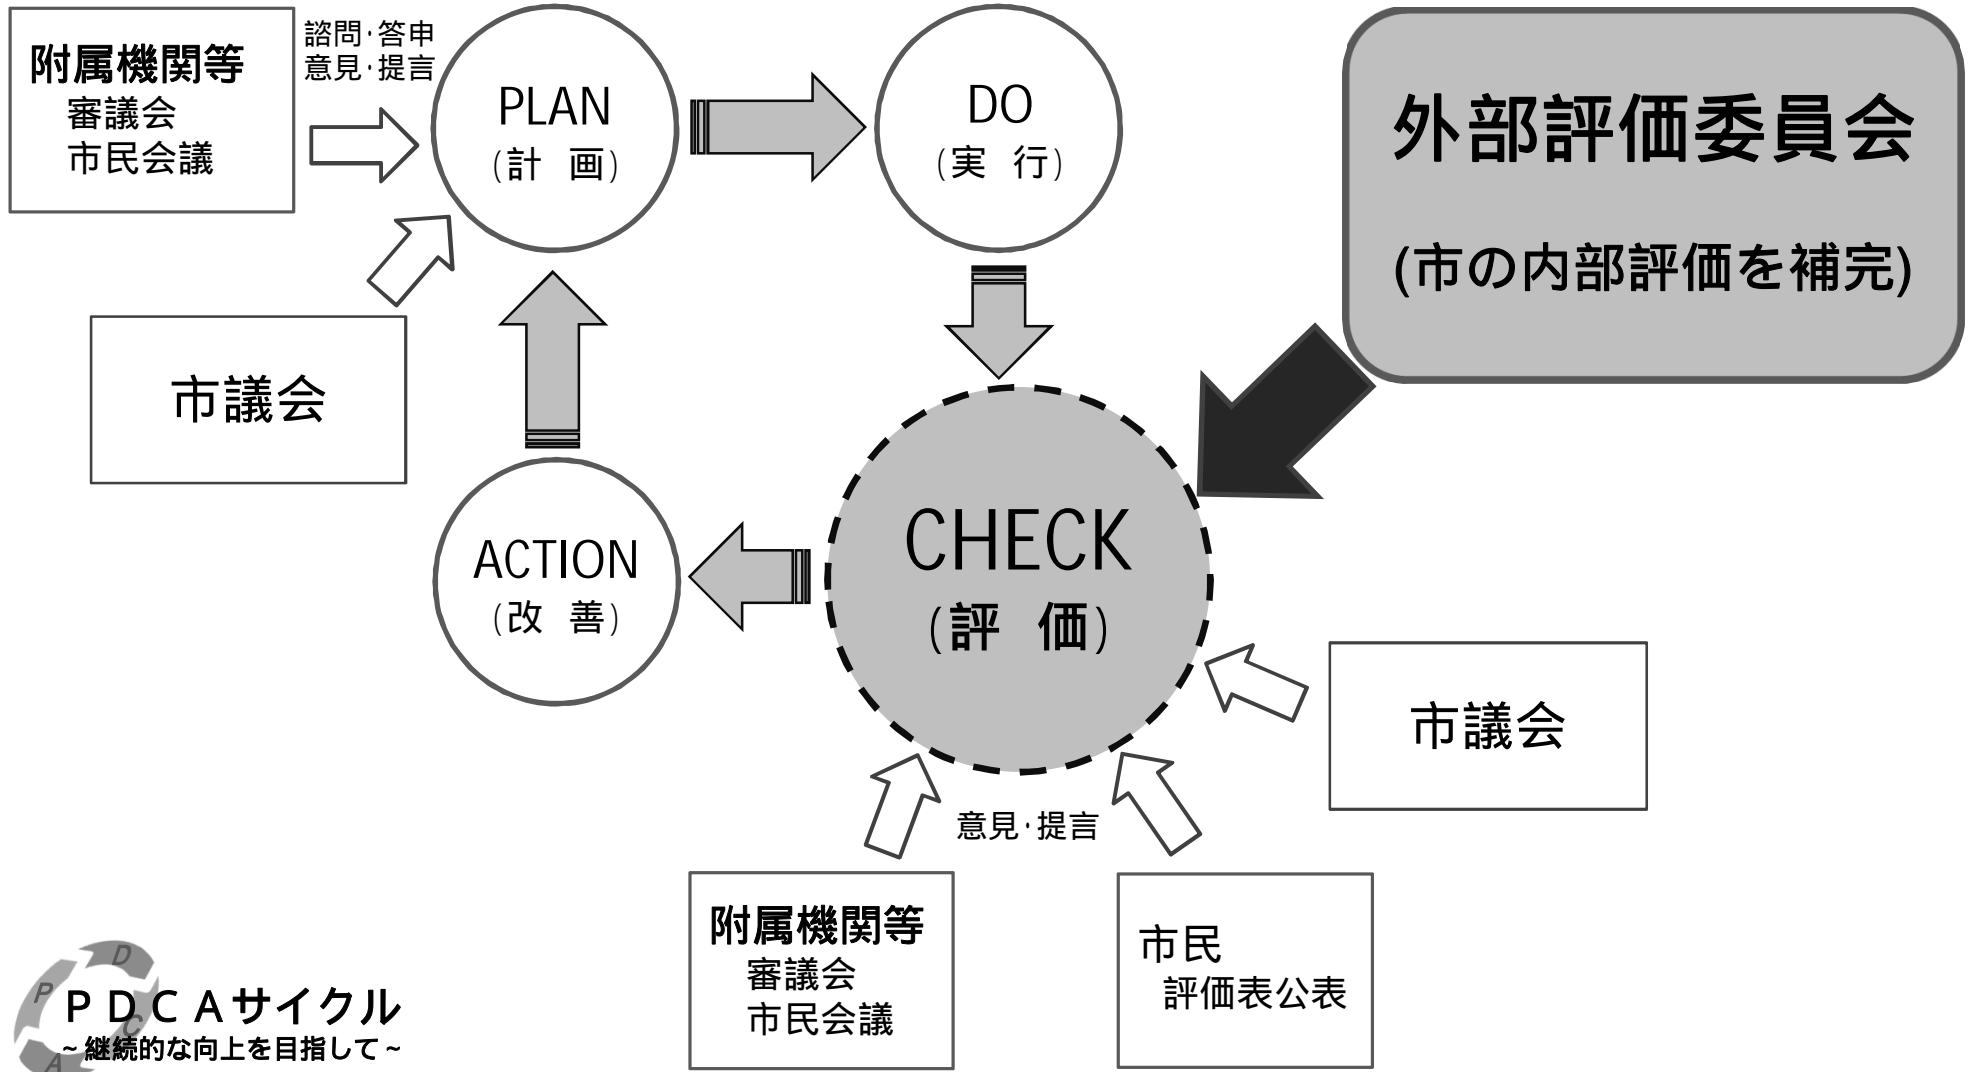 附属機関等
審議会
市民会議
諮問・答申
意見・提言
PLAN
(計 画)
DO
(実 行)
外部評価委員会
(市の内部評価を補完)
市議会
ACTION
(改 善)
CHECK
(評 価)
市議会
意見・提言
附属機関等
審議会
市民会議
市民
評価表公表
D
P
C
A
PDCAサイクル
~継続的な向上を目指して~